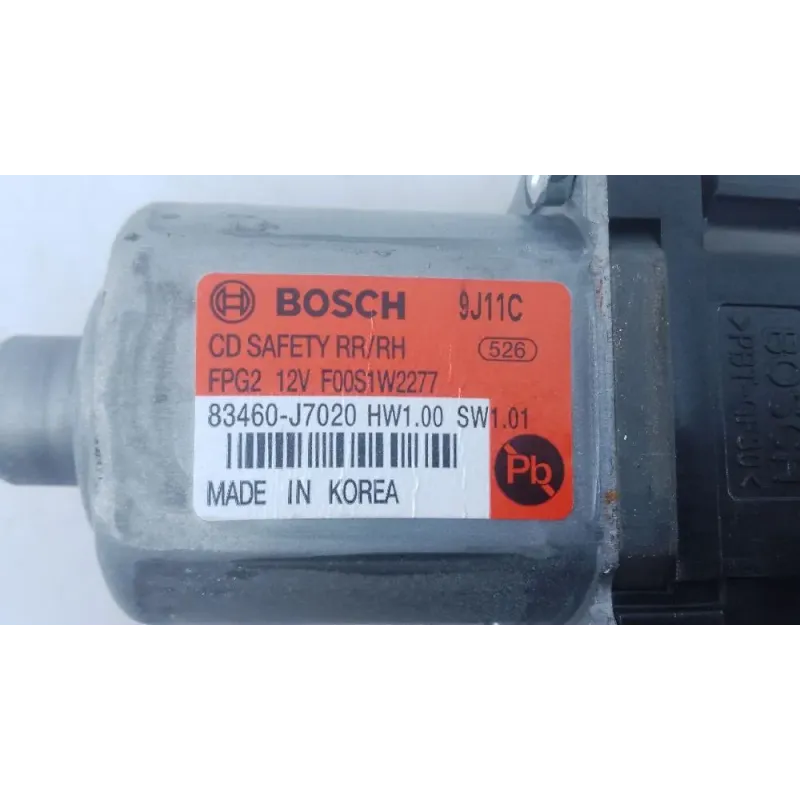 BOSCH 9J11C
CD SAFETY RR/RH 526
FPG2 12V F00S1W2277
83460-J7020 HW1.00 SW1.01
Pb
MADE IN KOREA
BOSCH